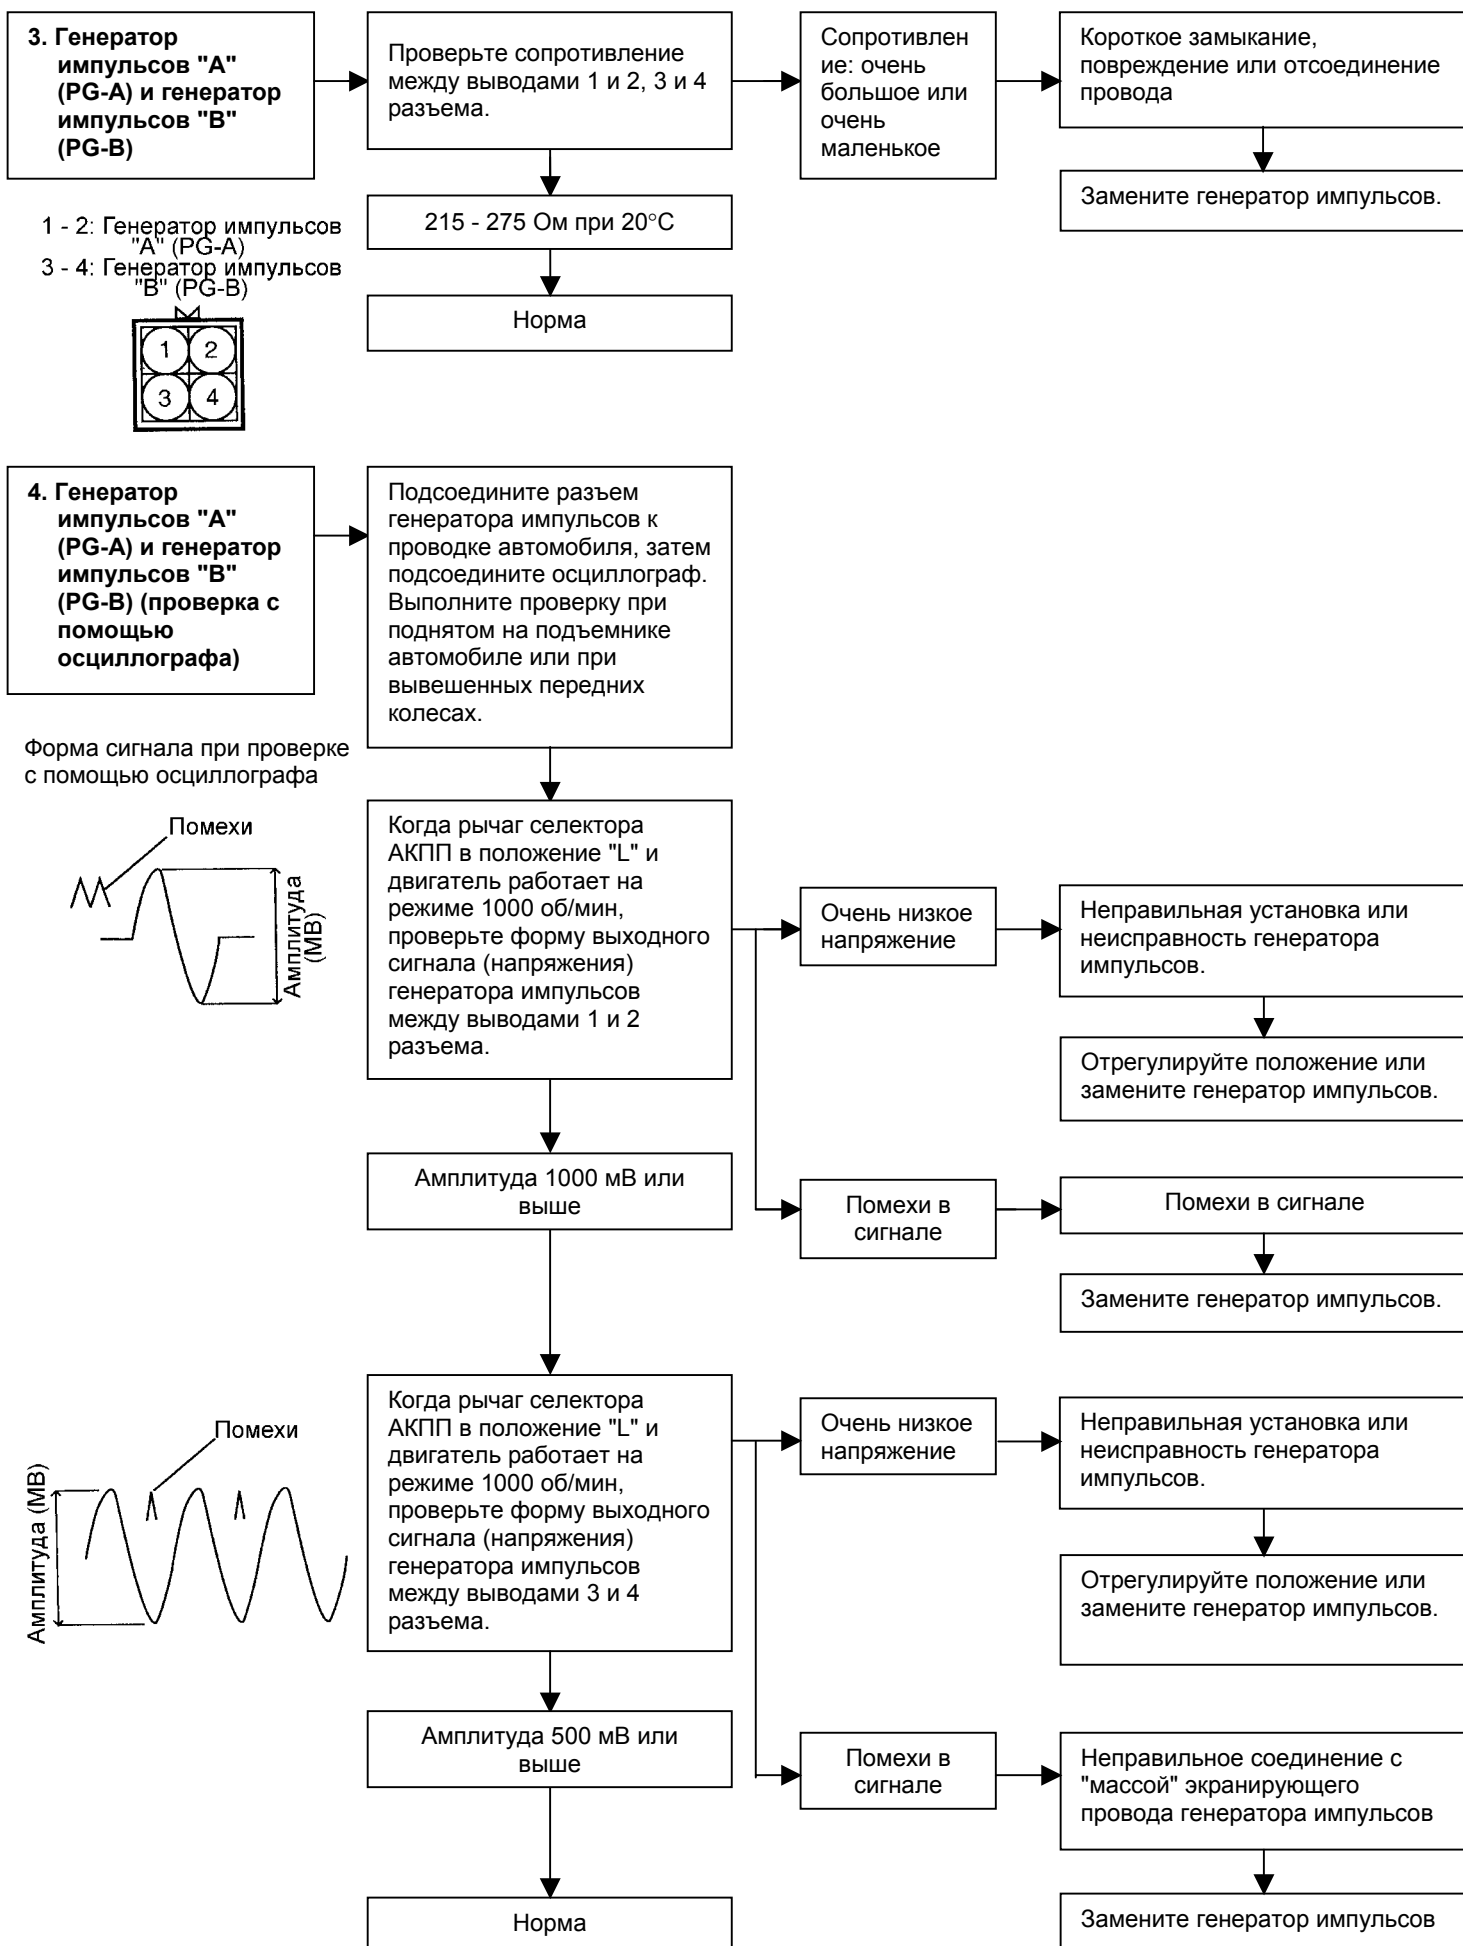 3. Генератор
импульсов "A"
(PG-A) и генератор
импульсов "B"
(PG-B)
Проверьте сопротивление
между выводами 1 и 2, 3 и 4
разъема.
Сопротивлен
ие: очень
большое или
очень
маленькое
Короткое замыкание,
повреждение или отсоединение
провода
Замените генератор импульсов.
215 - 275 Ом при 20°C
Норма
1 - 2: Генератор импульсов
"A" (PG-A)
3 - 4: Генератор импульсов
"B" (PG-B)
1 2
3 4
4. Генератор
импульсов "A"
(PG-A) и генератор
импульсов "B"
(PG-B) (проверка с
помощью
осциллографа)
Подсоедините разъем
генератора импульсов к
проводке автомобиля, затем
подсоедините осциллограф.
Выполните проверку при
поднятом на подъемнике
автомобиле или при
вывешенных передних
колесах.
Форма сигнала при проверке
с помощью осциллографа
Помехи
Амплитуда
(МВ)
Когда рычаг селектора
АКПП в положение "L" и
двигатель работает на
режиме 1000 об/мин,
проверьте форму выходного
сигнала (напряжения)
генератора импульсов
между выводами 1 и 2
разъема.
Очень низкое
напряжение
Неправильная установка или
неисправность генератора
импульсов.
Отрегулируйте положение или
замените генератор импульсов.
Амплитуда 1000 мВ или
выше
Помехи в
сигнале
Помехи в сигнале
Замените генератор импульсов.
Помехи
Амплитуда (МВ)
Когда рычаг селектора
АКПП в положение "L" и
двигатель работает на
режиме 1000 об/мин,
проверьте форму выходного
сигнала (напряжения)
генератора импульсов
между выводами 3 и 4
разъема.
Очень низкое
напряжение
Неправильная установка или
неисправность генератора
импульсов.
Отрегулируйте положение или
замените генератор импульсов.
Амплитуда 500 мВ или
выше
Помехи в
сигнале
Неправильное соединение с
"массой" экранирующего
провода генератора импульсов
Норма
Замените генератор импульсов